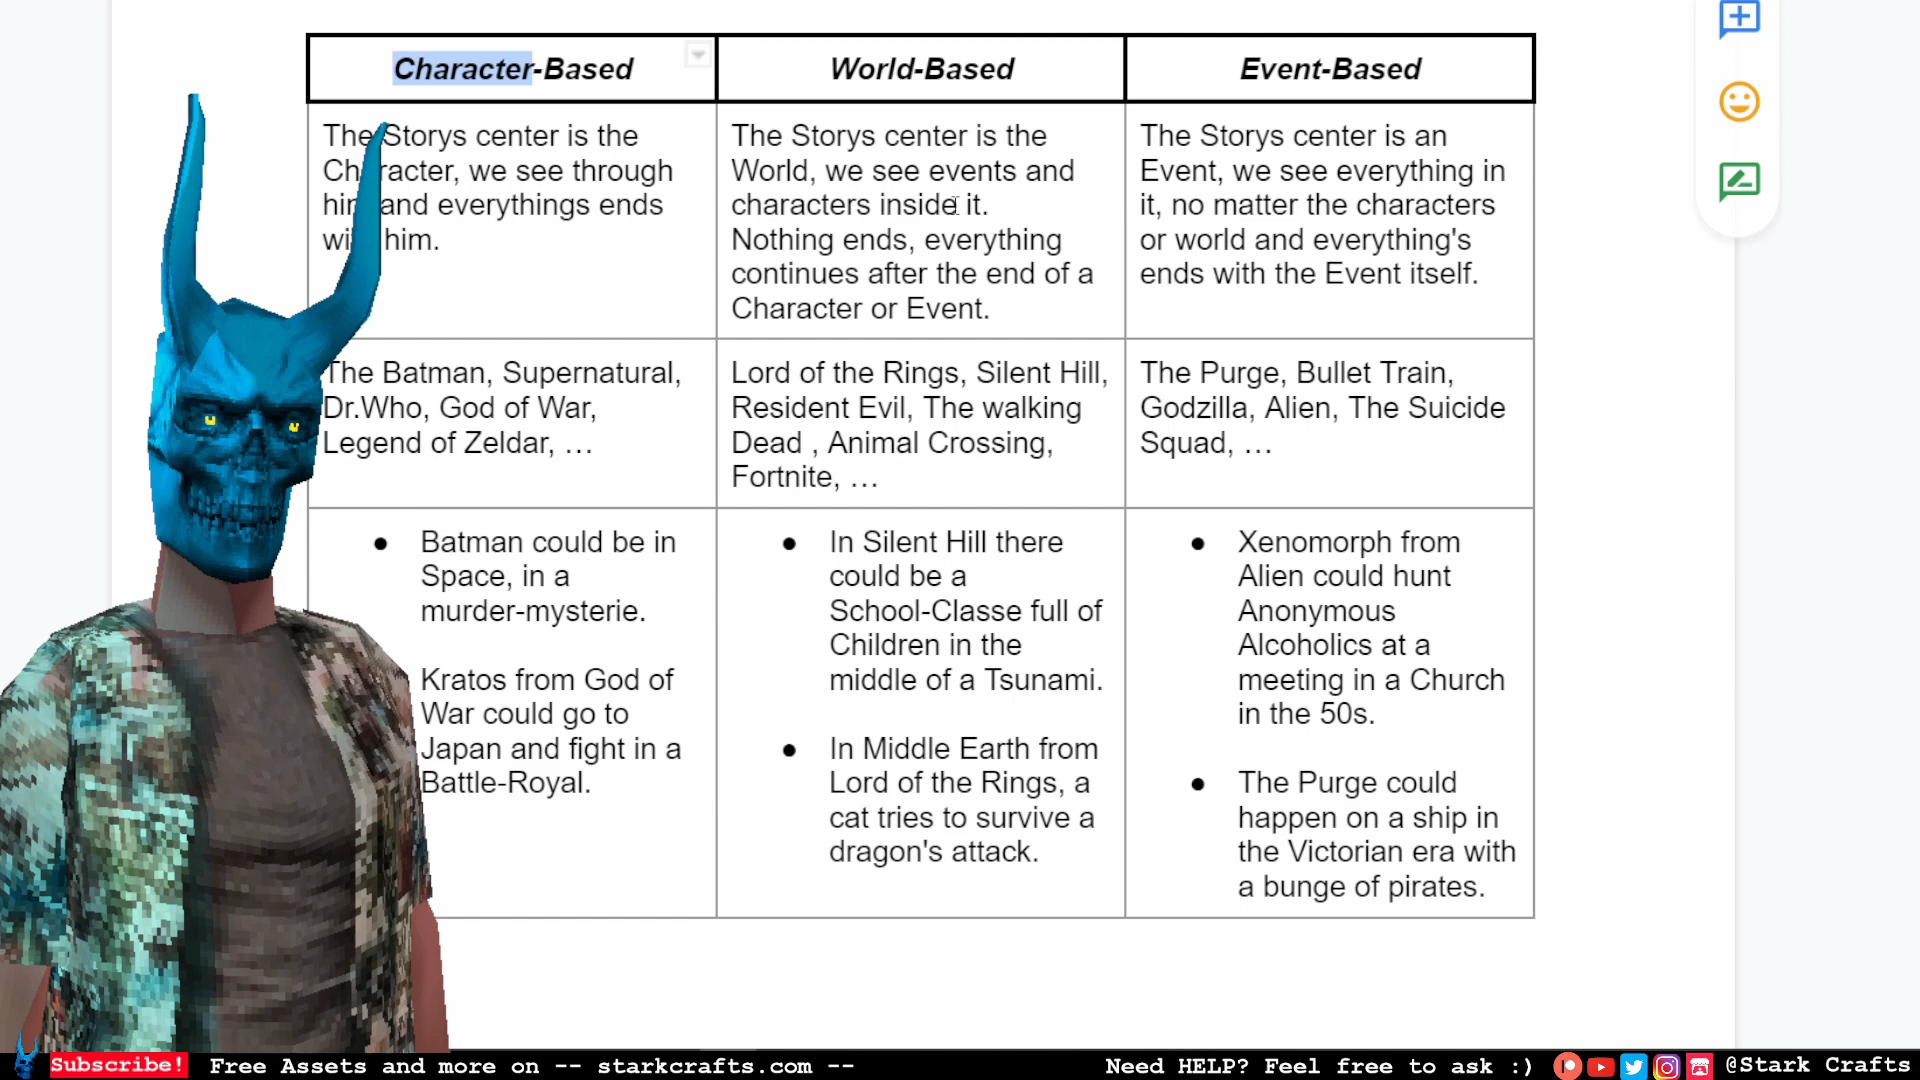 Character-Based
World-Based
Event-Based
The Storys center is the
Character, we see through
him and everythings ends
with him.
The Storys center is the
World, we see events and
characters inside it.
Nothing ends, everything
continues after the end of a
Character or Event.
The Storys center is an
Event, we see everything in
it, no matter the characters
or world and everything's
ends with the Event itself.
The Batman, Supernatural,
Dr.Who, God of War,
Legend of Zeldar, …
Lord of the Rings, Silent Hill,
Resident Evil, The walking
Dead , Animal Crossing,
Fortnite, …
The Purge, Bullet Train,
Godzilla, Alien, The Suicide
Squad, …
● Batman could be in
Space, in a
murder-mysterie.
Kratos from God of
War could go to
Japan and fight in a
Battle-Royal.
● In Silent Hill there
could be a
School-Classe full of
Children in the
middle of a Tsunami.
● In Middle Earth from
Lord of the Rings, a
cat tries to survive a
dragon's attack.
● Xenomorph from
Alien could hunt
Anonymous
Alcoholics at a
meeting in a Church
in the 50s.
● The Purge could
happen on a ship in
the Victorian era with
a bunge of pirates.
Subscribe! Free Assets and more on -- starkcrafts.com -- Need HELP? Feel free to ask :) @Stark Crafts